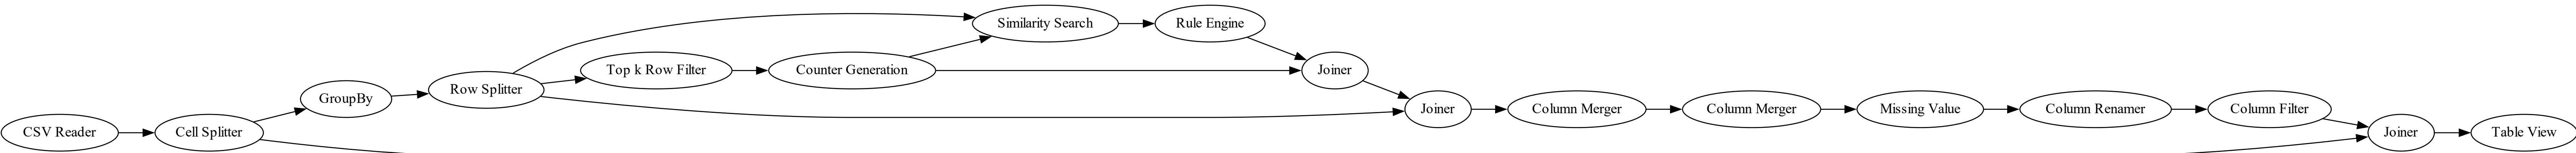 CSV Reader
Cell Splitter
GroupBy
Row Splitter
Top k Row Filter
Counter Generation
Similarity Search
Rule Engine
Joiner
Joiner
Column Merger
Column Merger
Missing Value
Column Renamer
Column Filter
Joiner
Table View